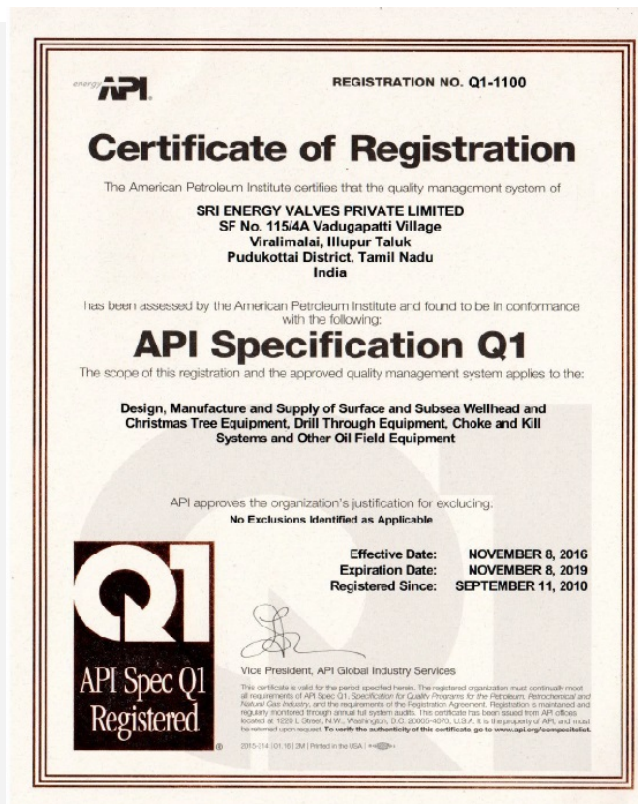 energy API
REGISTRATION NO. Q1-1100
Certificate of Registration
The American Petroleum Institute certifies that the quality management system of
SRI ENERGY VALVES PRIVATE LIMITED
SF No. 115/4A Vadugapatti Village
Viralimalai, Illupur Taluk
Pudukottai District, Tamil Nadu
India
has been assessed by the American Petroleum Institute and found to be in conformance
with the following:
API Specification Q1
The scope of this registration and the approved quality management system applies to the:
Design, Manufacture and Supply of Surface and Subsea Wellhead and
Christmas Tree Equipment, Drill Through Equipment, Choke and Kill
Systems and Other Oil Field Equipment
API approves the organization's justification for excluding:
No Exclusions Identified as Applicable
Effective Date: NOVEMBER 8, 2016
Expiration Date: NOVEMBER 8, 2019
Registered Since: SEPTEMBER 11, 2010
Q1
API Spec Q1
Registered
®
Vice President, API Global Industry Services
This certificate is valid for the period specified herein. The registered organization must continually meet
all requirements of API Spec Q1, Specification for Quality Programs for the Petroleum, Petrochemical and
Natural Gas Industry, and the requirements of the Registration Agreement. Registration is maintained and
regularly monitored through annual full system audits. This certificate has been issued from API offices
located at 1220 L Street, N.W., Washington, D.C. 20005-4070, U.S.A. It is the property of API, and must
be returned upon request. To verify the authenticity of this certificate, go to www.api.org/compositelist.
2015-114 | 01.16 | 2M | Printed in the USA |